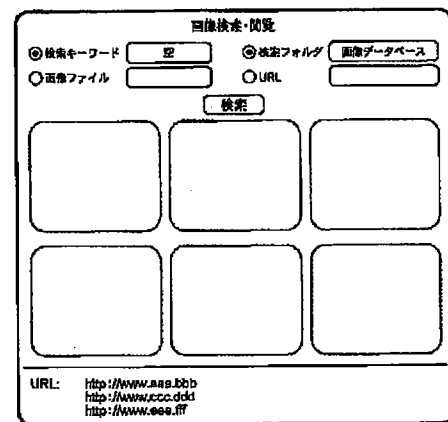 画像検索・閲覧
検索キーワード 空 検索フォルダ 画像データベース
画像ファイル URL
検索
URL: http://www.aaa.bbb
http://www.ccc.ddd
http://www.eee.fff